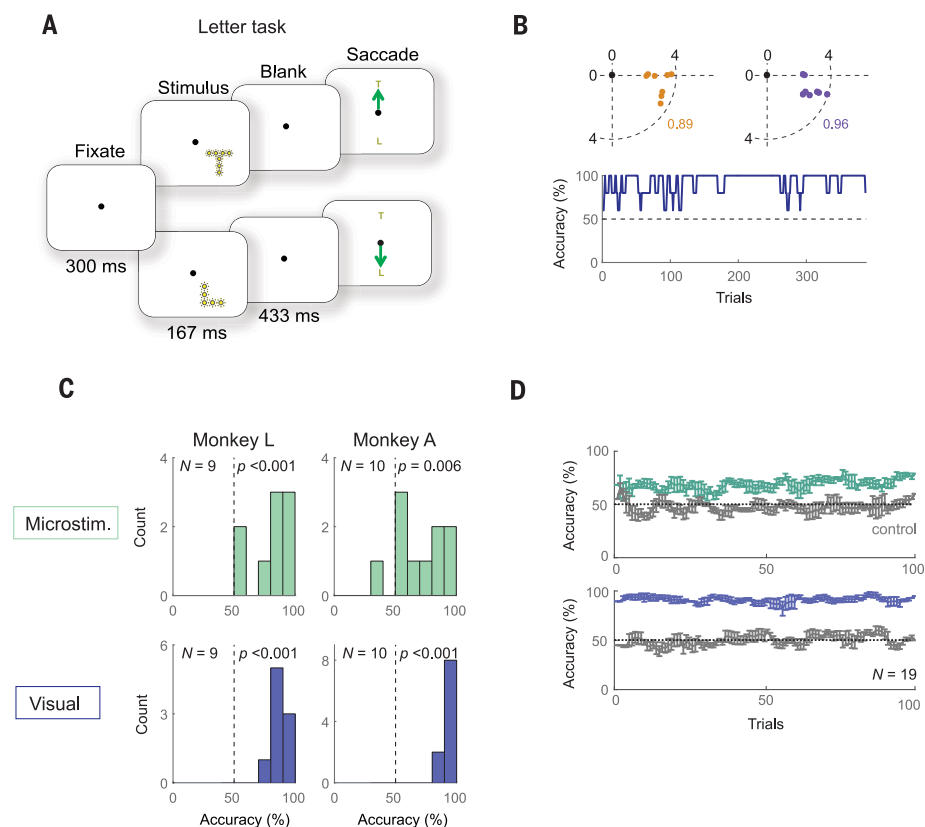 A
Letter task
Fixate
Stimulus
Blank
Saccade
T
L
T
L
300 ms
167 ms
433 ms
B
0
4
0
4
0.89
0
4
0
4
0.96
Accuracy (%)
100
50
0
0
100
200
300
Trials
C
Monkey L
Monkey A
Microstim.
Visual
N = 9
p <0.001
N = 10
p = 0.006
Count
4
2
0
0
50
100
4
2
0
0
50
100
N = 9
p <0.001
N = 10
p <0.001
Count
6
3
0
0
50
100
Accuracy (%)
8
4
0
0
50
100
Accuracy (%)
D
Accuracy (%)
100
50
0
control
0
50
100
Accuracy (%)
100
50
0
N = 19
0
50
100
Trials